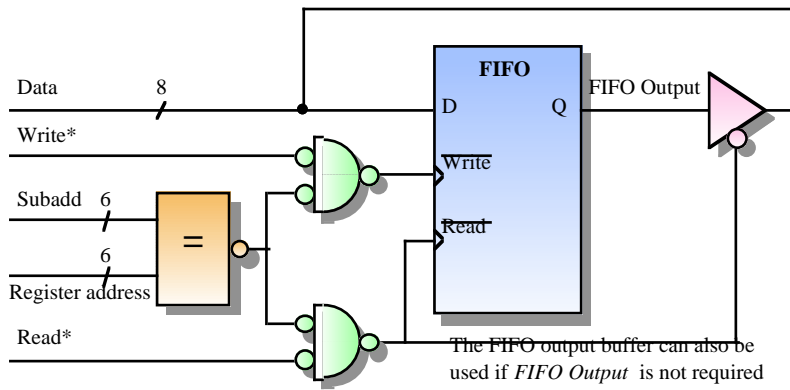 FIFO
Data
8
FIFO Output
D
Q
Write*
Write
Subadd
6
Read
=
6
Register address
Read*
The FIFO output buffer can also be
used if FIFO Output is not required